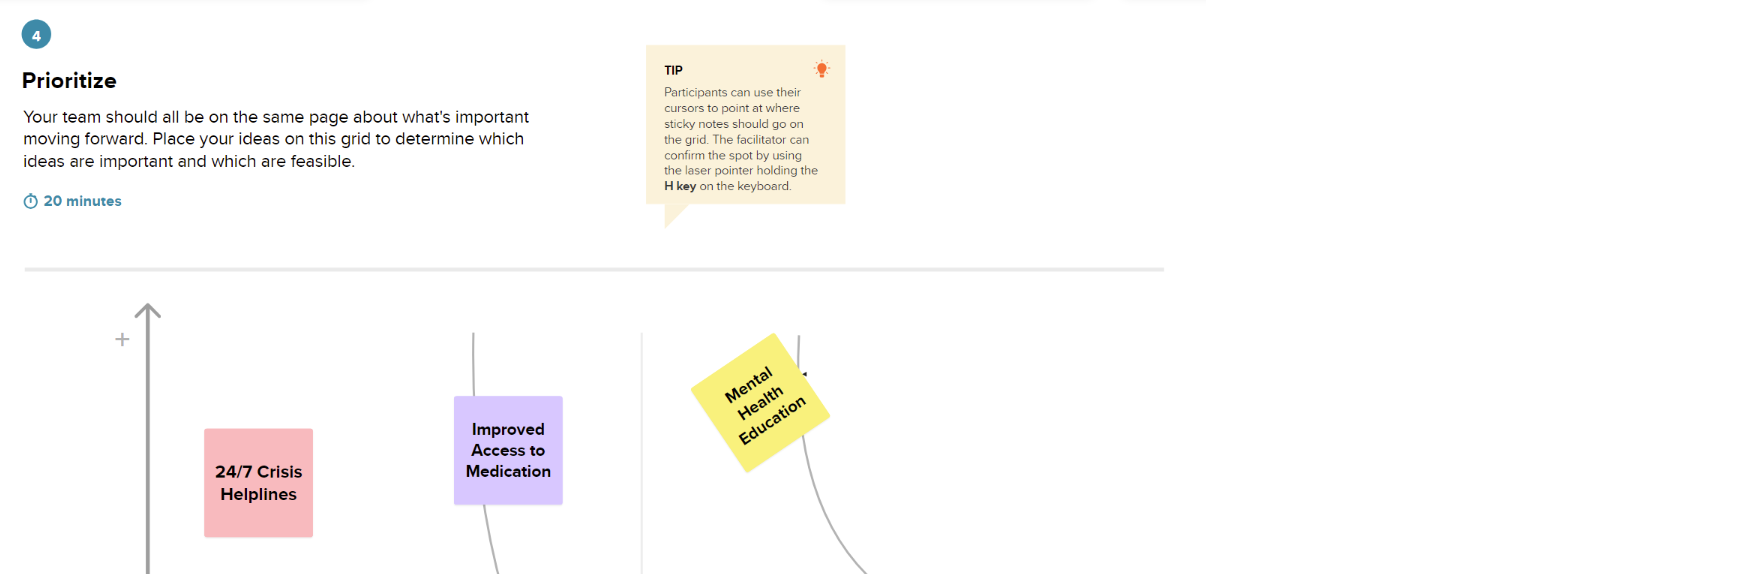 4
Prioritize
Your team should all be on the same page about what's important
moving forward. Place your ideas on this grid to determine which
ideas are important and which are feasible.
20 minutes
TIP
Participants can use their
cursors to point at where
sticky notes should go on
the grid. The facilitator can
confirm the spot by using
the laser pointer holding the
H key on the keyboard.
+
Mental
Health
Education
Improved
Access to
Medication
24/7 Crisis
Helplines